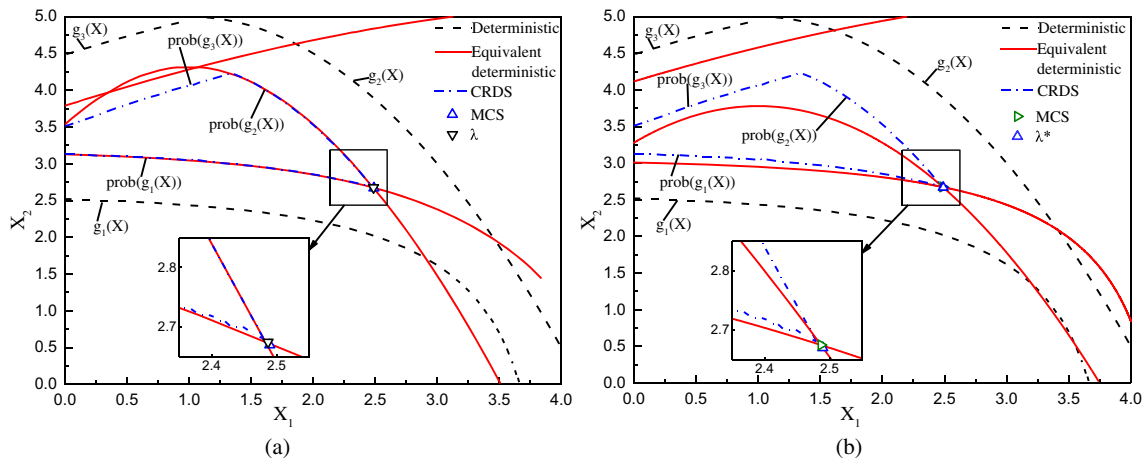 5.0
4.5
4.0
3.5
3.0
2.5
2.0
1.5
1.0
0.5
0.0
X2
g3(X)
prob(g3(X))
g2(X)
prob(g2(X))
prob(g1(X))
g1(X)
Deterministic
Equivalent
deterministic
CRDS
MCS
λ
2.8
2.7
2.4
2.5
0.0 0.5 1.0 1.5 2.0 2.5 3.0 3.5 4.0
X1
(a)
5.0
4.5
4.0
3.5
3.0
2.5
2.0
1.5
1.0
0.5
0.0
X2
g3(X)
prob(g3(X))
g2(X)
prob(g2(X))
prob(g1(X))
g1(X)
Deterministic
Equivalent
deterministic
CRDS
MCS
λ*
2.8
2.7
2.4
2.5
0.0 0.5 1.0 1.5 2.0 2.5 3.0 3.5 4.0
X1
(b)